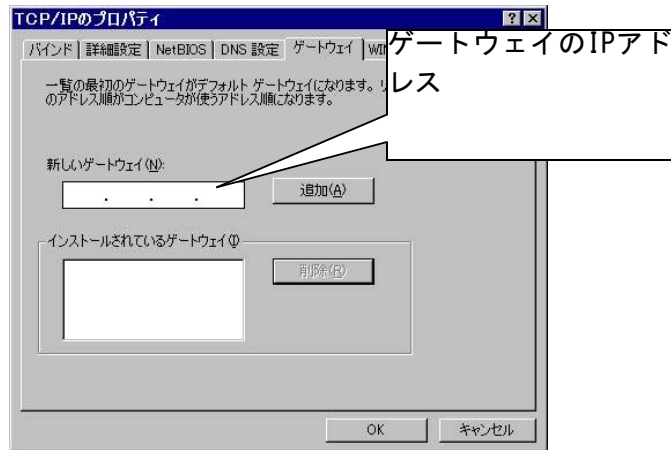 TCP/IPのプロパティ
バインド 詳細設定 NetBIOS DNS 設定 ゲートウェイ
ゲートウェイのIPアド
レス
一覧の最初のゲートウェイがデフォルト ゲートウェイになります。
のアドレス順がコンピュータが使うアドレス順になります。
新しいゲートウェイ(N):
追加(A)
インストールされているゲートウェイ(I)
削除(R)
OK キャンセル